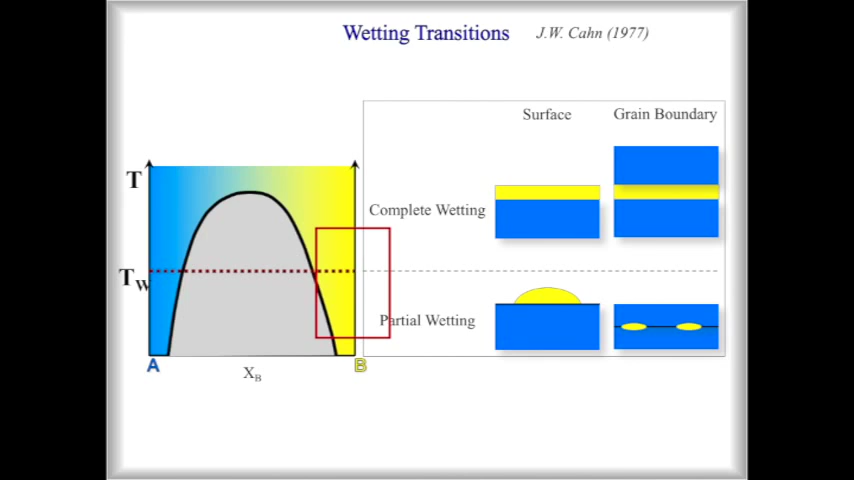 Wetting Transitions J.W. Cahn (1977)
Surface Grain Boundary
T
Complete Wetting
TW
Partial Wetting
A B
XB